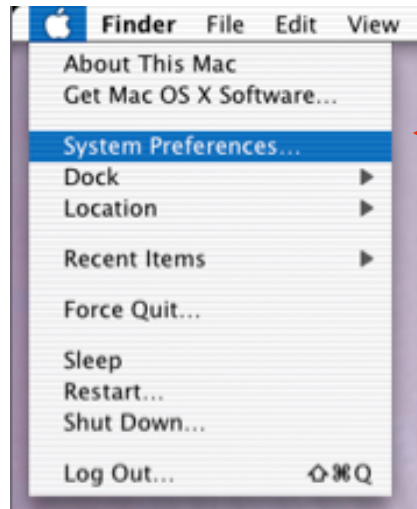 Finder File Edit View
About This Mac
Get Mac OS X Software...
System Preferences...
Dock
Location
Recent Items
Force Quit...
Sleep
Restart...
Shut Down...
Log Out... ⇧⌘Q